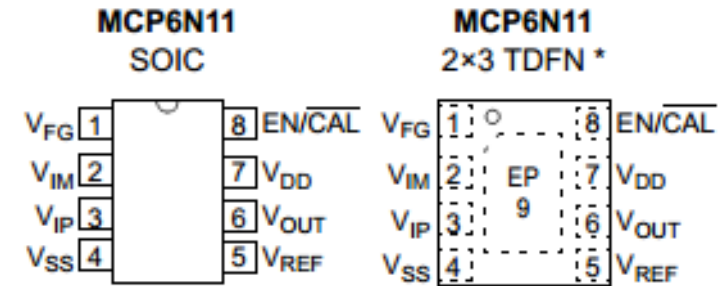 MCP6N11
SOIC
VFG 1 8 EN/CAL
VIM 2 7 VDD
VIP 3 6 VOUT
VSS 4 5 VREF
MCP6N11
2×3 TDFN *
VFG 1 8 EN/CAL
VIM 2 EP 7 VDD
VIP 3 9 6 VOUT
VSS 4 5 VREF